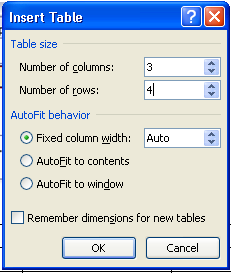 Insert Table
Table size
Number of columns: 3
Number of rows: 4
AutoFit behavior
Fixed column width: Auto
AutoFit to contents
AutoFit to window
Remember dimensions for new tables
OK Cancel